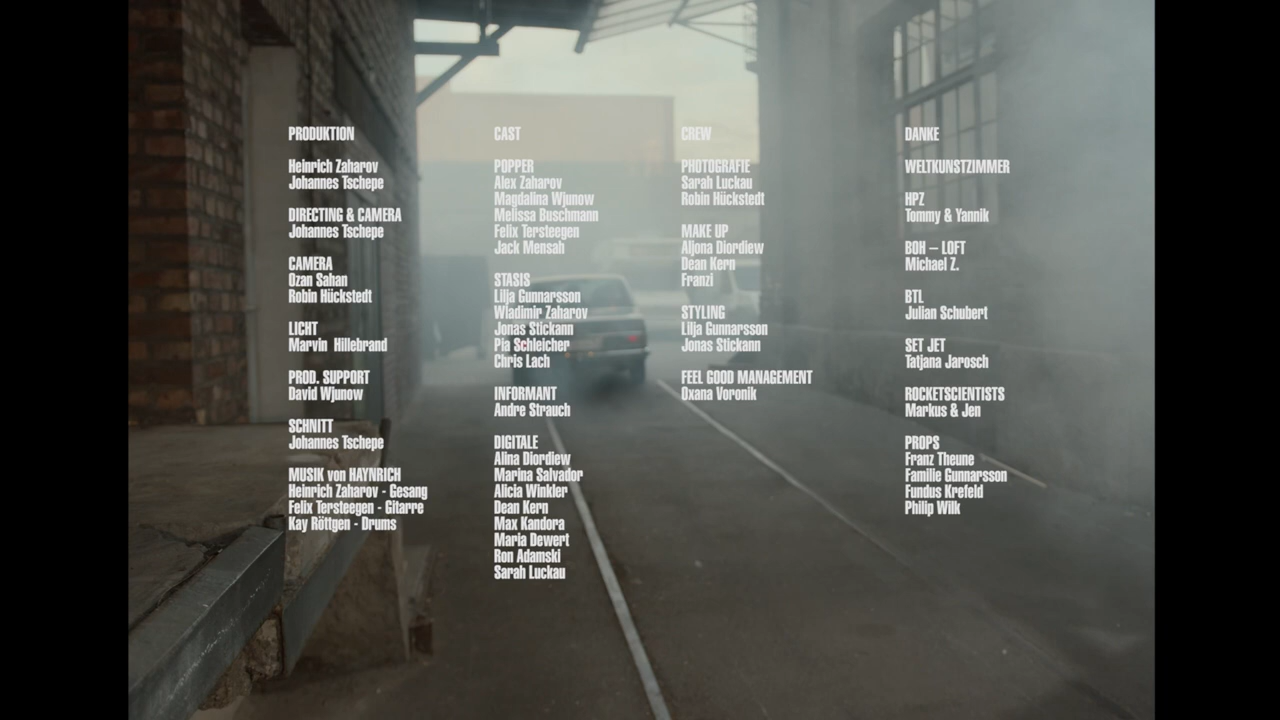 PRODUKTION
Heinrich Zaharov
Johannes Tschepe
DIRECTING & CAMERA
Johannes Tschepe
CAMERA
Ozan Sahan
Robin Hückstedt
LICHT
Marvin Hillebrand
PROD. SUPPORT
David Wjunow
SCHNITT
Johannes Tschepe
MUSIK von HAYNRICH
Heinrich Zaharov - Gesang
Felix Tersteegen - Gitarre
Kay Röttgen - Drums
CAST
POPPER
Alex Zaharov
Magdalina Wjunow
Melissa Buschmann
Felix Tersteegen
Jack Mensah
STASIS
Lilja Gunnarsson
Wladimir Zaharov
Jonas Stickann
Pia Schleicher
Chris Lach
INFORMANT
Andre Strauch
DIGITALE
Alina Diordiew
Marina Salvador
Alicia Winkler
Dean Kern
Max Kandora
Maria Dewert
Ron Adamski
Sarah Luckau
CREW
PHOTOGRAFIE
Sarah Luckau
Robin Hückstedt
MAKE UP
Aljona Diordiew
Dean Kern
Franzi
STYLING
Lilja Gunnarsson
Jonas Stickann
FEEL GOOD MANAGEMENT
Oxana Voronik
DANKE
WELTKUNSTZIMMER
HPZ
Tommy & Yannik
BOH – LOFT
Michael Z.
BTL
Julian Schubert
SET JET
Tatjana Jarosch
ROCKETSCIENTISTS
Markus & Jen
PROPS
Franz Theune
Familie Gunnarsson
Fundus Krefeld
Philip Wilk